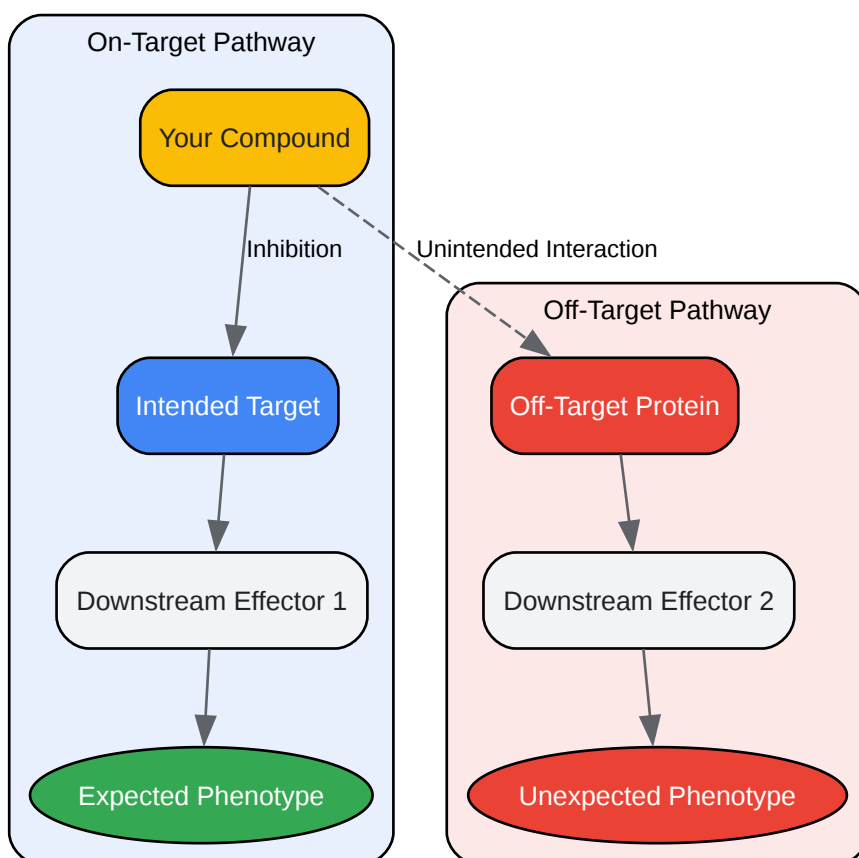 On-Target Pathway
Your Compound
Inhibition
Unintended Interaction
Off-Target Pathway
Intended Target
Off-Target Protein
Downstream Effector 1
Downstream Effector 2
Expected Phenotype
Unexpected Phenotype